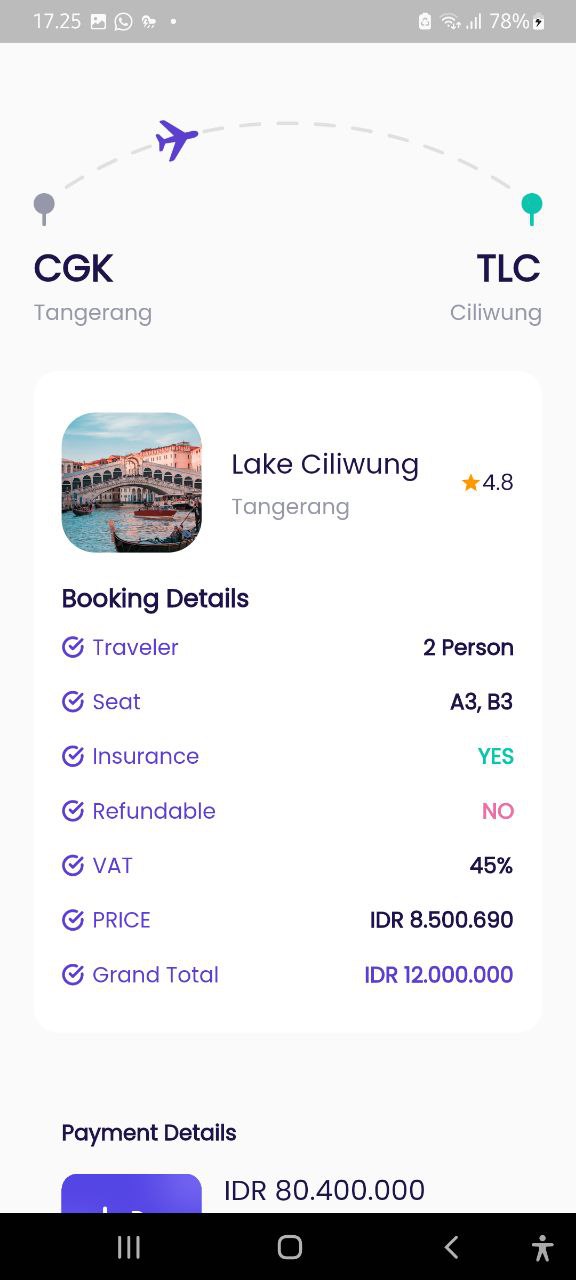 17.25 78%
CGK TLC
Tangerang Ciliwung
Lake Ciliwung
4.8
Tangerang
Booking Details
Traveler 2 Person
Seat A3, B3
Insurance YES
Refundable NO
VAT 45%
PRICE IDR 8.500.690
Grand Total IDR 12.000.000
Payment Details
IDR 80.400.000